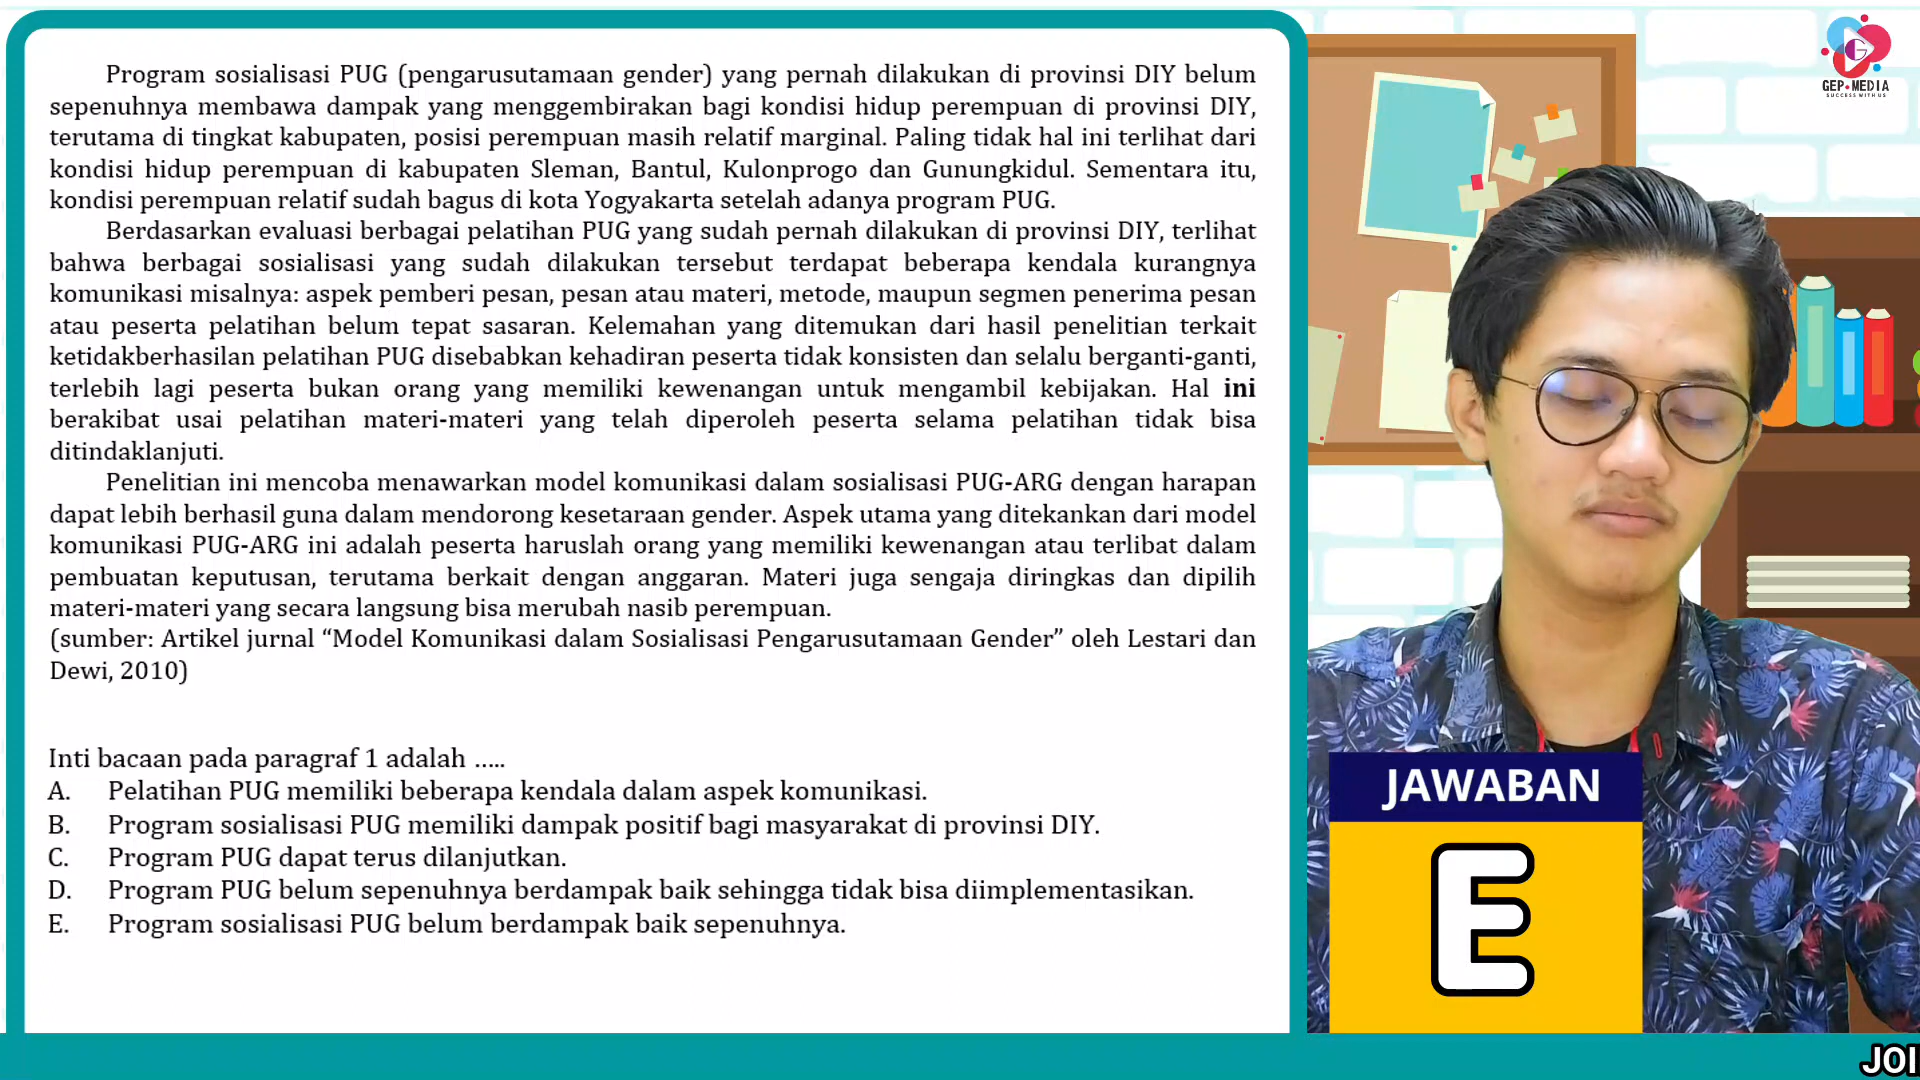 Program sosialisasi PUG (pengarusutamaan gender) yang pernah dilakukan di provinsi DIY belum
sepenuhnya membawa dampak yang menggembirakan bagi kondisi hidup perempuan di provinsi DIY,
terutama di tingkat kabupaten, posisi perempuan masih relatif marginal. Paling tidak hal ini terlihat dari
kondisi hidup perempuan di kabupaten Sleman, Bantul, Kulonprogo dan Gunungkidul. Sementara itu,
kondisi perempuan relatif sudah bagus di kota Yogyakarta setelah adanya program PUG.
Berdasarkan evaluasi berbagai pelatihan PUG yang sudah pernah dilakukan di provinsi DIY, terlihat
bahwa berbagai sosialisasi yang sudah dilakukan tersebut terdapat beberapa kendala kurangnya
komunikasi misalnya: aspek pemberi pesan, pesan atau materi, metode, maupun segmen penerima pesan
atau peserta pelatihan belum tepat sasaran. Kelemahan yang ditemukan dari hasil penelitian terkait
ketidakberhasilan pelatihan PUG disebabkan kehadiran peserta tidak konsisten dan selalu berganti-ganti,
terlebih lagi peserta bukan orang yang memiliki kewenangan untuk mengambil kebijakan. Hal ini
berakibat usai pelatihan materi-materi yang telah diperoleh peserta selama pelatihan tidak bisa
ditindaklanjuti.
Penelitian ini mencoba menawarkan model komunikasi dalam sosialisasi PUG-ARG dengan harapan
dapat lebih berhasil guna dalam mendorong kesetaraan gender. Aspek utama yang ditekankan dari model
komunikasi PUG-ARG ini adalah peserta haruslah orang yang memiliki kewenangan atau terlibat dalam
pembuatan keputusan, terutama berkait dengan anggaran. Materi juga sengaja diringkas dan dipilih
materi-materi yang secara langsung bisa merubah nasib perempuan.
(sumber: Artikel jurnal “Model Komunikasi dalam Sosialisasi Pengarusutamaan Gender” oleh Lestari dan
Dewi, 2010)
Inti bacaan pada paragraf 1 adalah .....
A. Pelatihan PUG memiliki beberapa kendala dalam aspek komunikasi.
B. Program sosialisasi PUG memiliki dampak positif bagi masyarakat di provinsi DIY.
C. Program PUG dapat terus dilanjutkan.
D. Program PUG belum sepenuhnya berdampak baik sehingga tidak bisa diimplementasikan.
E. Program sosialisasi PUG belum berdampak baik sepenuhnya.
G
GEP MEDIA
SUCCESS WITH US
JAWABAN
E
JOI